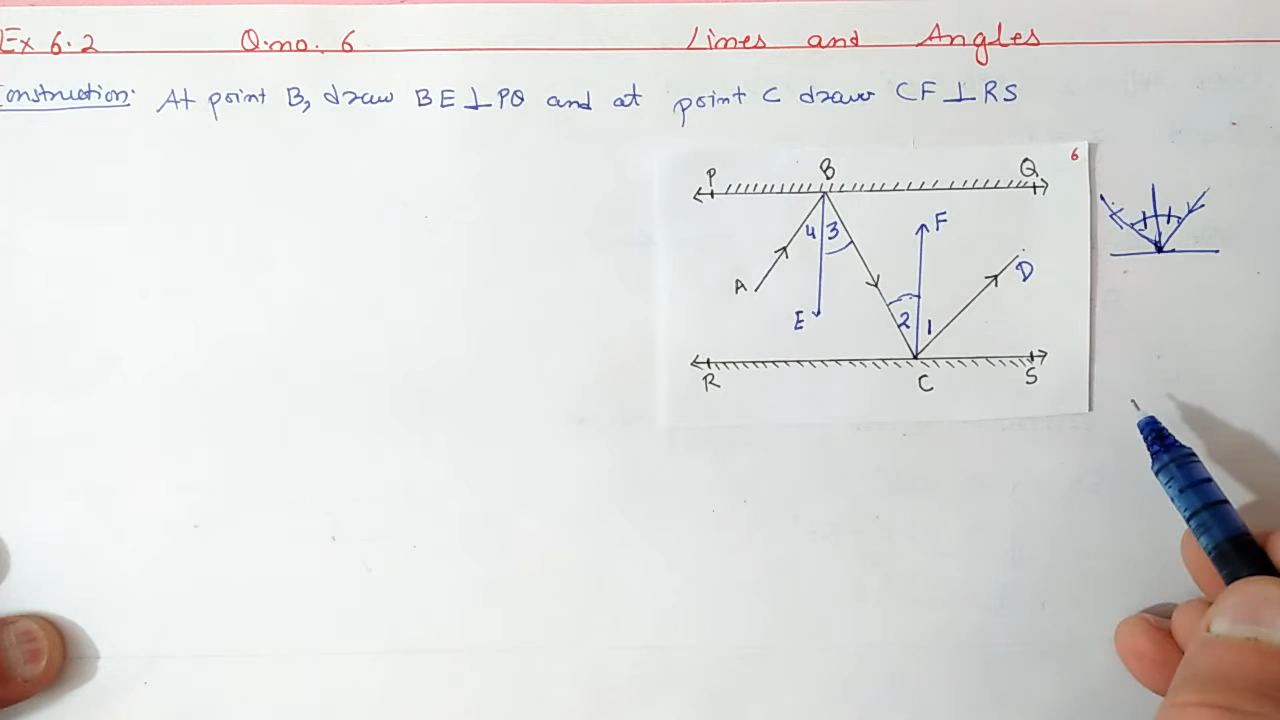 Ex 6.2 Q.no. 6 Lines and Angles
Construction: At point B, draw BE⊥PQ and at point C draw CF⊥RS
6
P B Q
4 3 F
A D
E 2 1
R C S